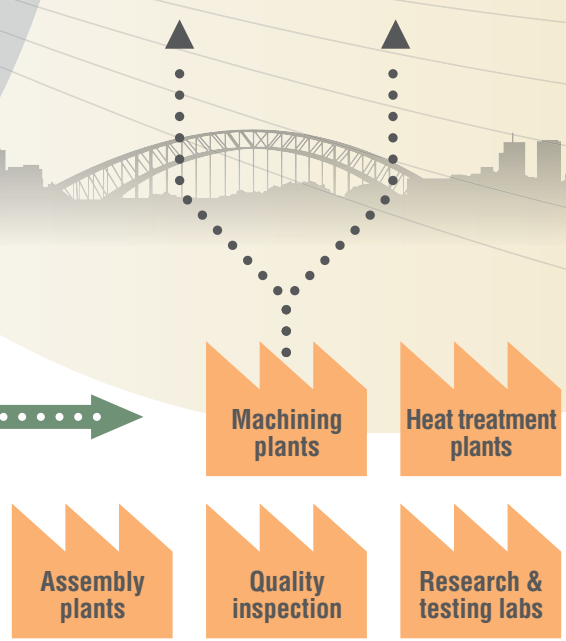 Machining
plants
Heat treatment
plants
Assembly
plants
Quality
inspection
Research &
testing labs